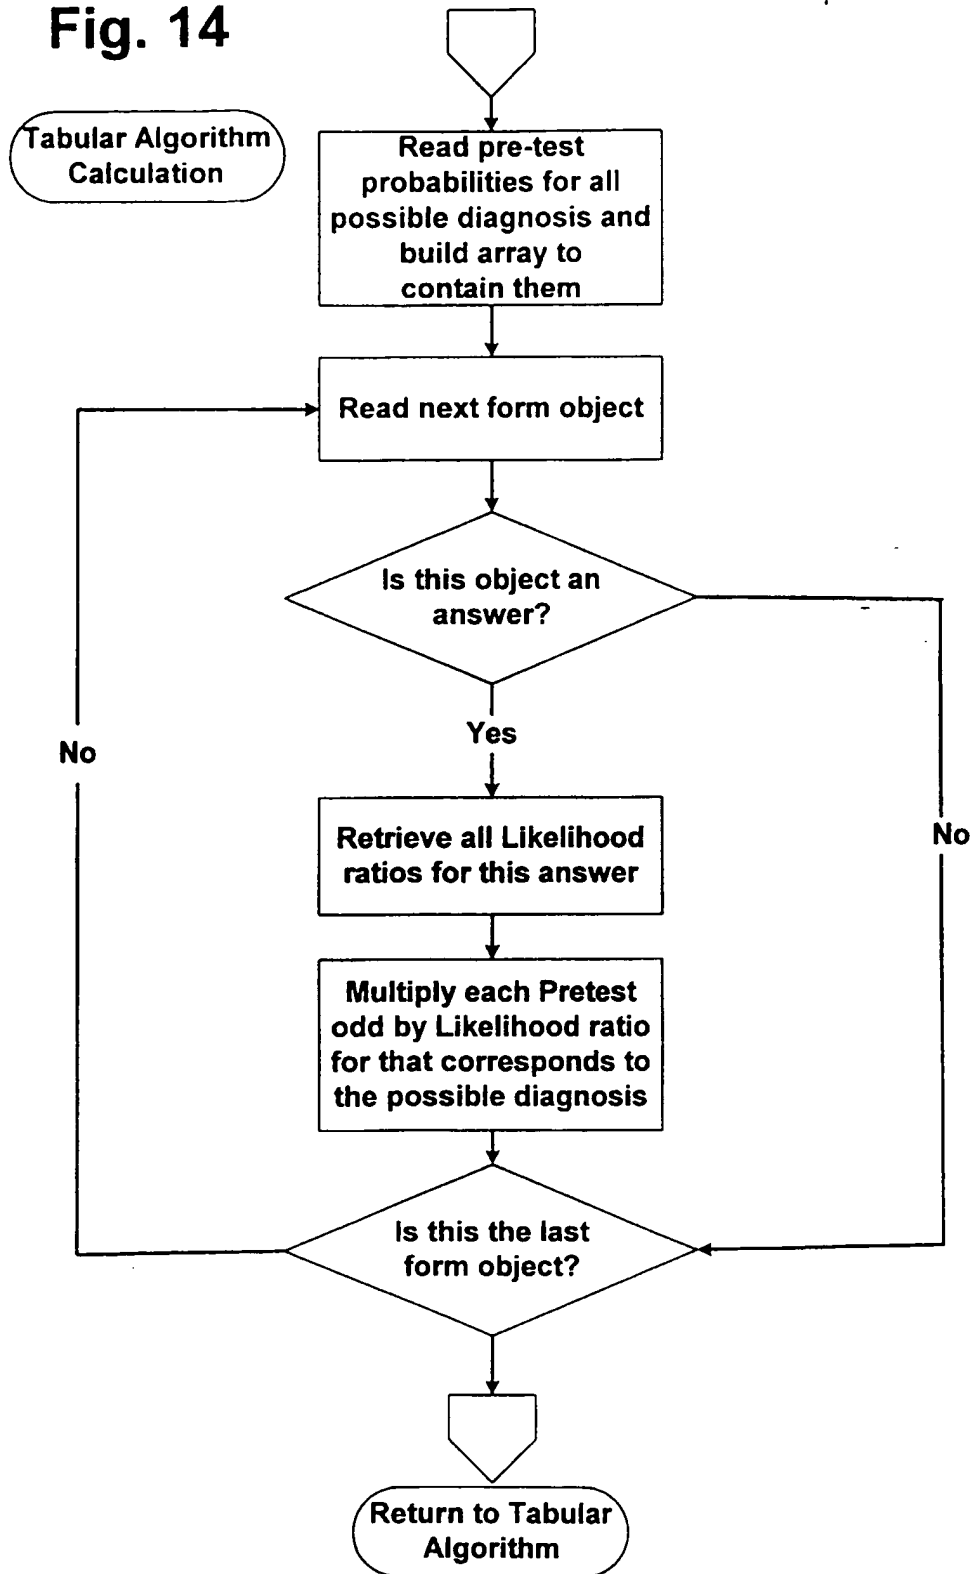 Fig. 14
Tabular Algorithm
Calculation
Read pre-test
probabilities for all
possible diagnosis and
build array to
contain them
Read next form object
Is this object an
answer?
Yes
No
No
Retrieve all Likelihood
ratios for this answer
Multiply each Pretest
odd by Likelihood ratio
for that corresponds to
the possible diagnosis
Is this the last
form object?
Return to Tabular
Algorithm